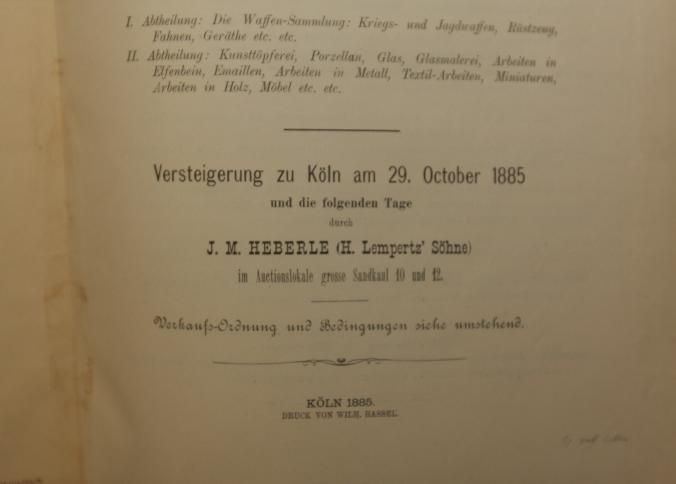 I. Abtheilung: Die Waffen-Sammlung: Kriegs- und Jagdwaffen, Rüstzeug,
Fahnen, Geräthe etc. etc.
II. Abtheilung: Kunsttöpferei, Porzellan, Glas, Glasmalerei, Arbeiten in
Elfenbein, Emaillen, Arbeiten in Metall, Textil-Arbeiten, Miniaturen,
Arbeiten in Holz, Möbel etc. etc.
Versteigerung zu Köln am 29. October 1885
und die folgenden Tage
durch
J. M. HEBERLE (H. Lempertz' Söhne)
im Auctionslokale grosse Sandkaul 10 und 12.
Verkaufs-Ordnung und Bedingungen siehe umstehend.
KÖLN 1885.
DRUCK VON WILH. HASSEL.